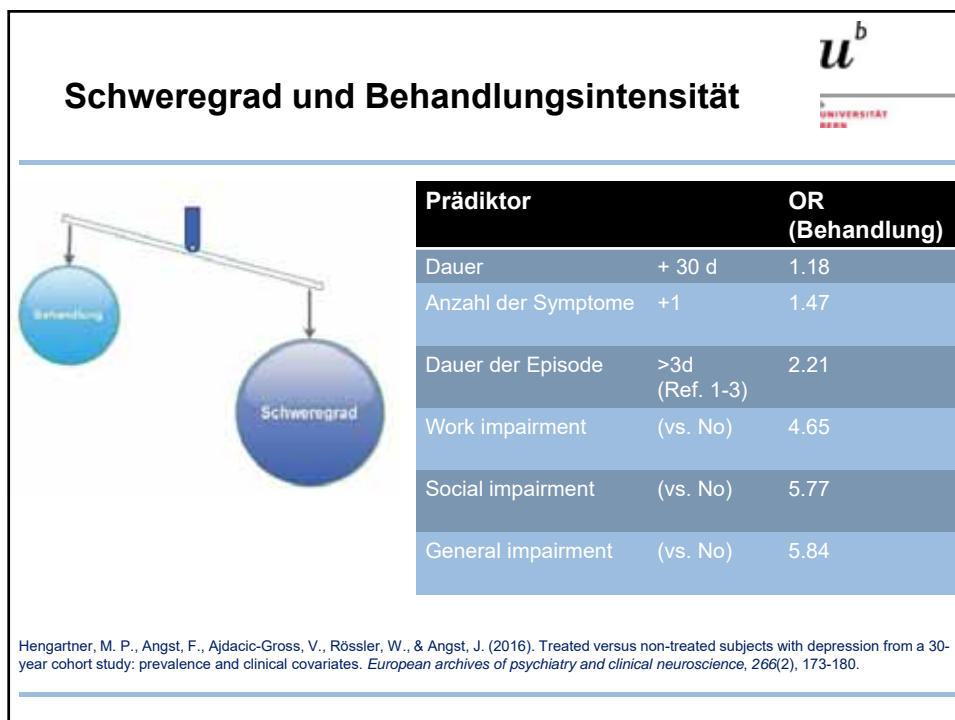 u^b
Schweregrad und Behandlungsintensität
b
UNIVERSITÄT
BERN
Behandlung
Schweregrad
Prädiktor OR
(Behandlung)
Dauer + 30 d 1.18
Anzahl der Symptome +1 1.47
Dauer der Episode >3d 2.21
(Ref. 1-3)
Work impairment (vs. No) 4.65
Social impairment (vs. No) 5.77
General impairment (vs. No) 5.84
Hengartner, M. P., Angst, F., Ajdacic-Gross, V., Rössler, W., & Angst, J. (2016). Treated versus non-treated subjects with depression from a 30-
year cohort study: prevalence and clinical covariates. European archives of psychiatry and clinical neuroscience, 266(2), 173-180.